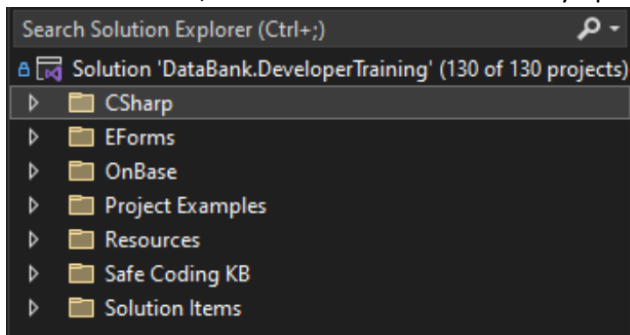 Search Solution Explorer (Ctrl+;)
Solution 'DataBank.DeveloperTraining' (130 of 130 projects)
CSharp
EForms
OnBase
Project Examples
Resources
Safe Coding KB
Solution Items